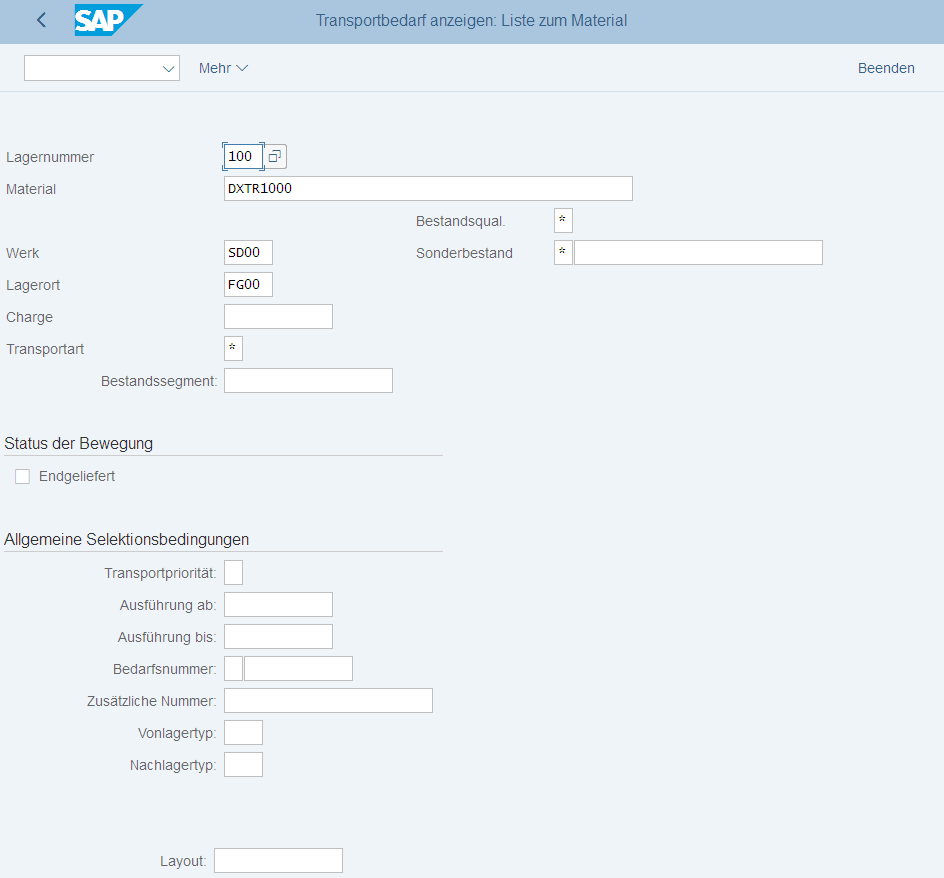 SAP Transportbedarf anzeigen: Liste zum Material
Mehr Beenden
Lagernummer 100
Material DXTR1000
Bestandsqual. *
Werk SD00 Sonderbestand *
Lagerort FG00
Charge
Transportart *
Bestandssegment:
Status der Bewegung
Endgeliefert
Allgemeine Selektionsbedingungen
Transportpriorität:
Ausführung ab:
Ausführung bis:
Bedarfsnummer:
Zusätzliche Nummer:
Vonlagertyp:
Nachlagertyp:
Layout: